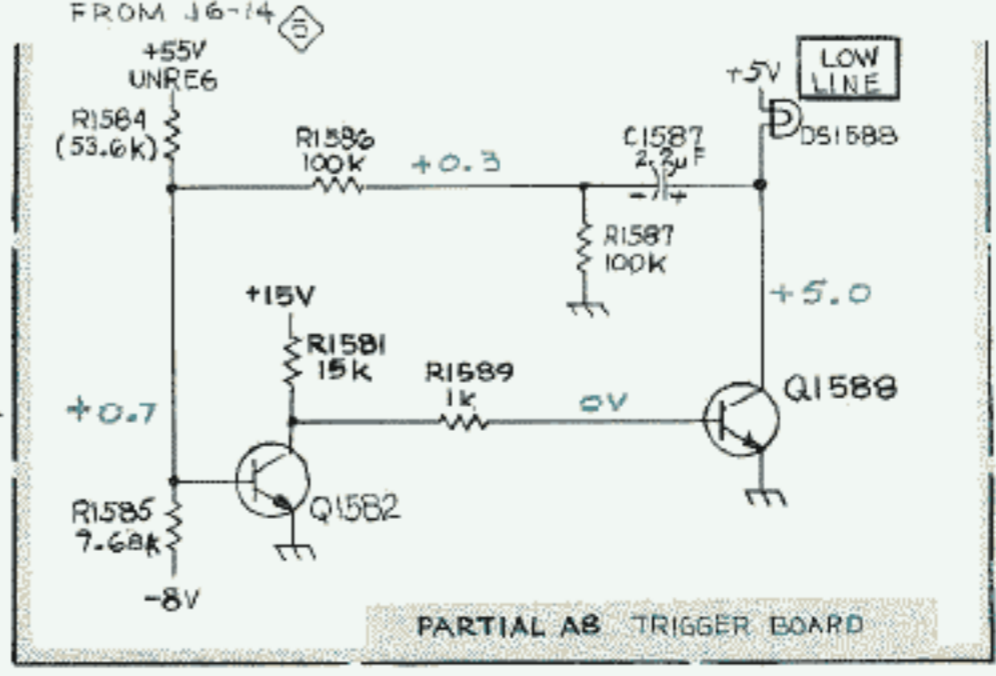 FROM J6-14 5
+55V
UNREG
R1584
(53.6k)
R1586
100k
+0.3
C1587
2.2uF
- +
+5V
LOW
LINE
DS1588
R1587
100K
+15V
R1581
15k
R1589
1k
0V
+5.0
Q1588
+0.7
Q1582
R1585
9.68k
-8V
PARTIAL A8 TRIGGER BOARD